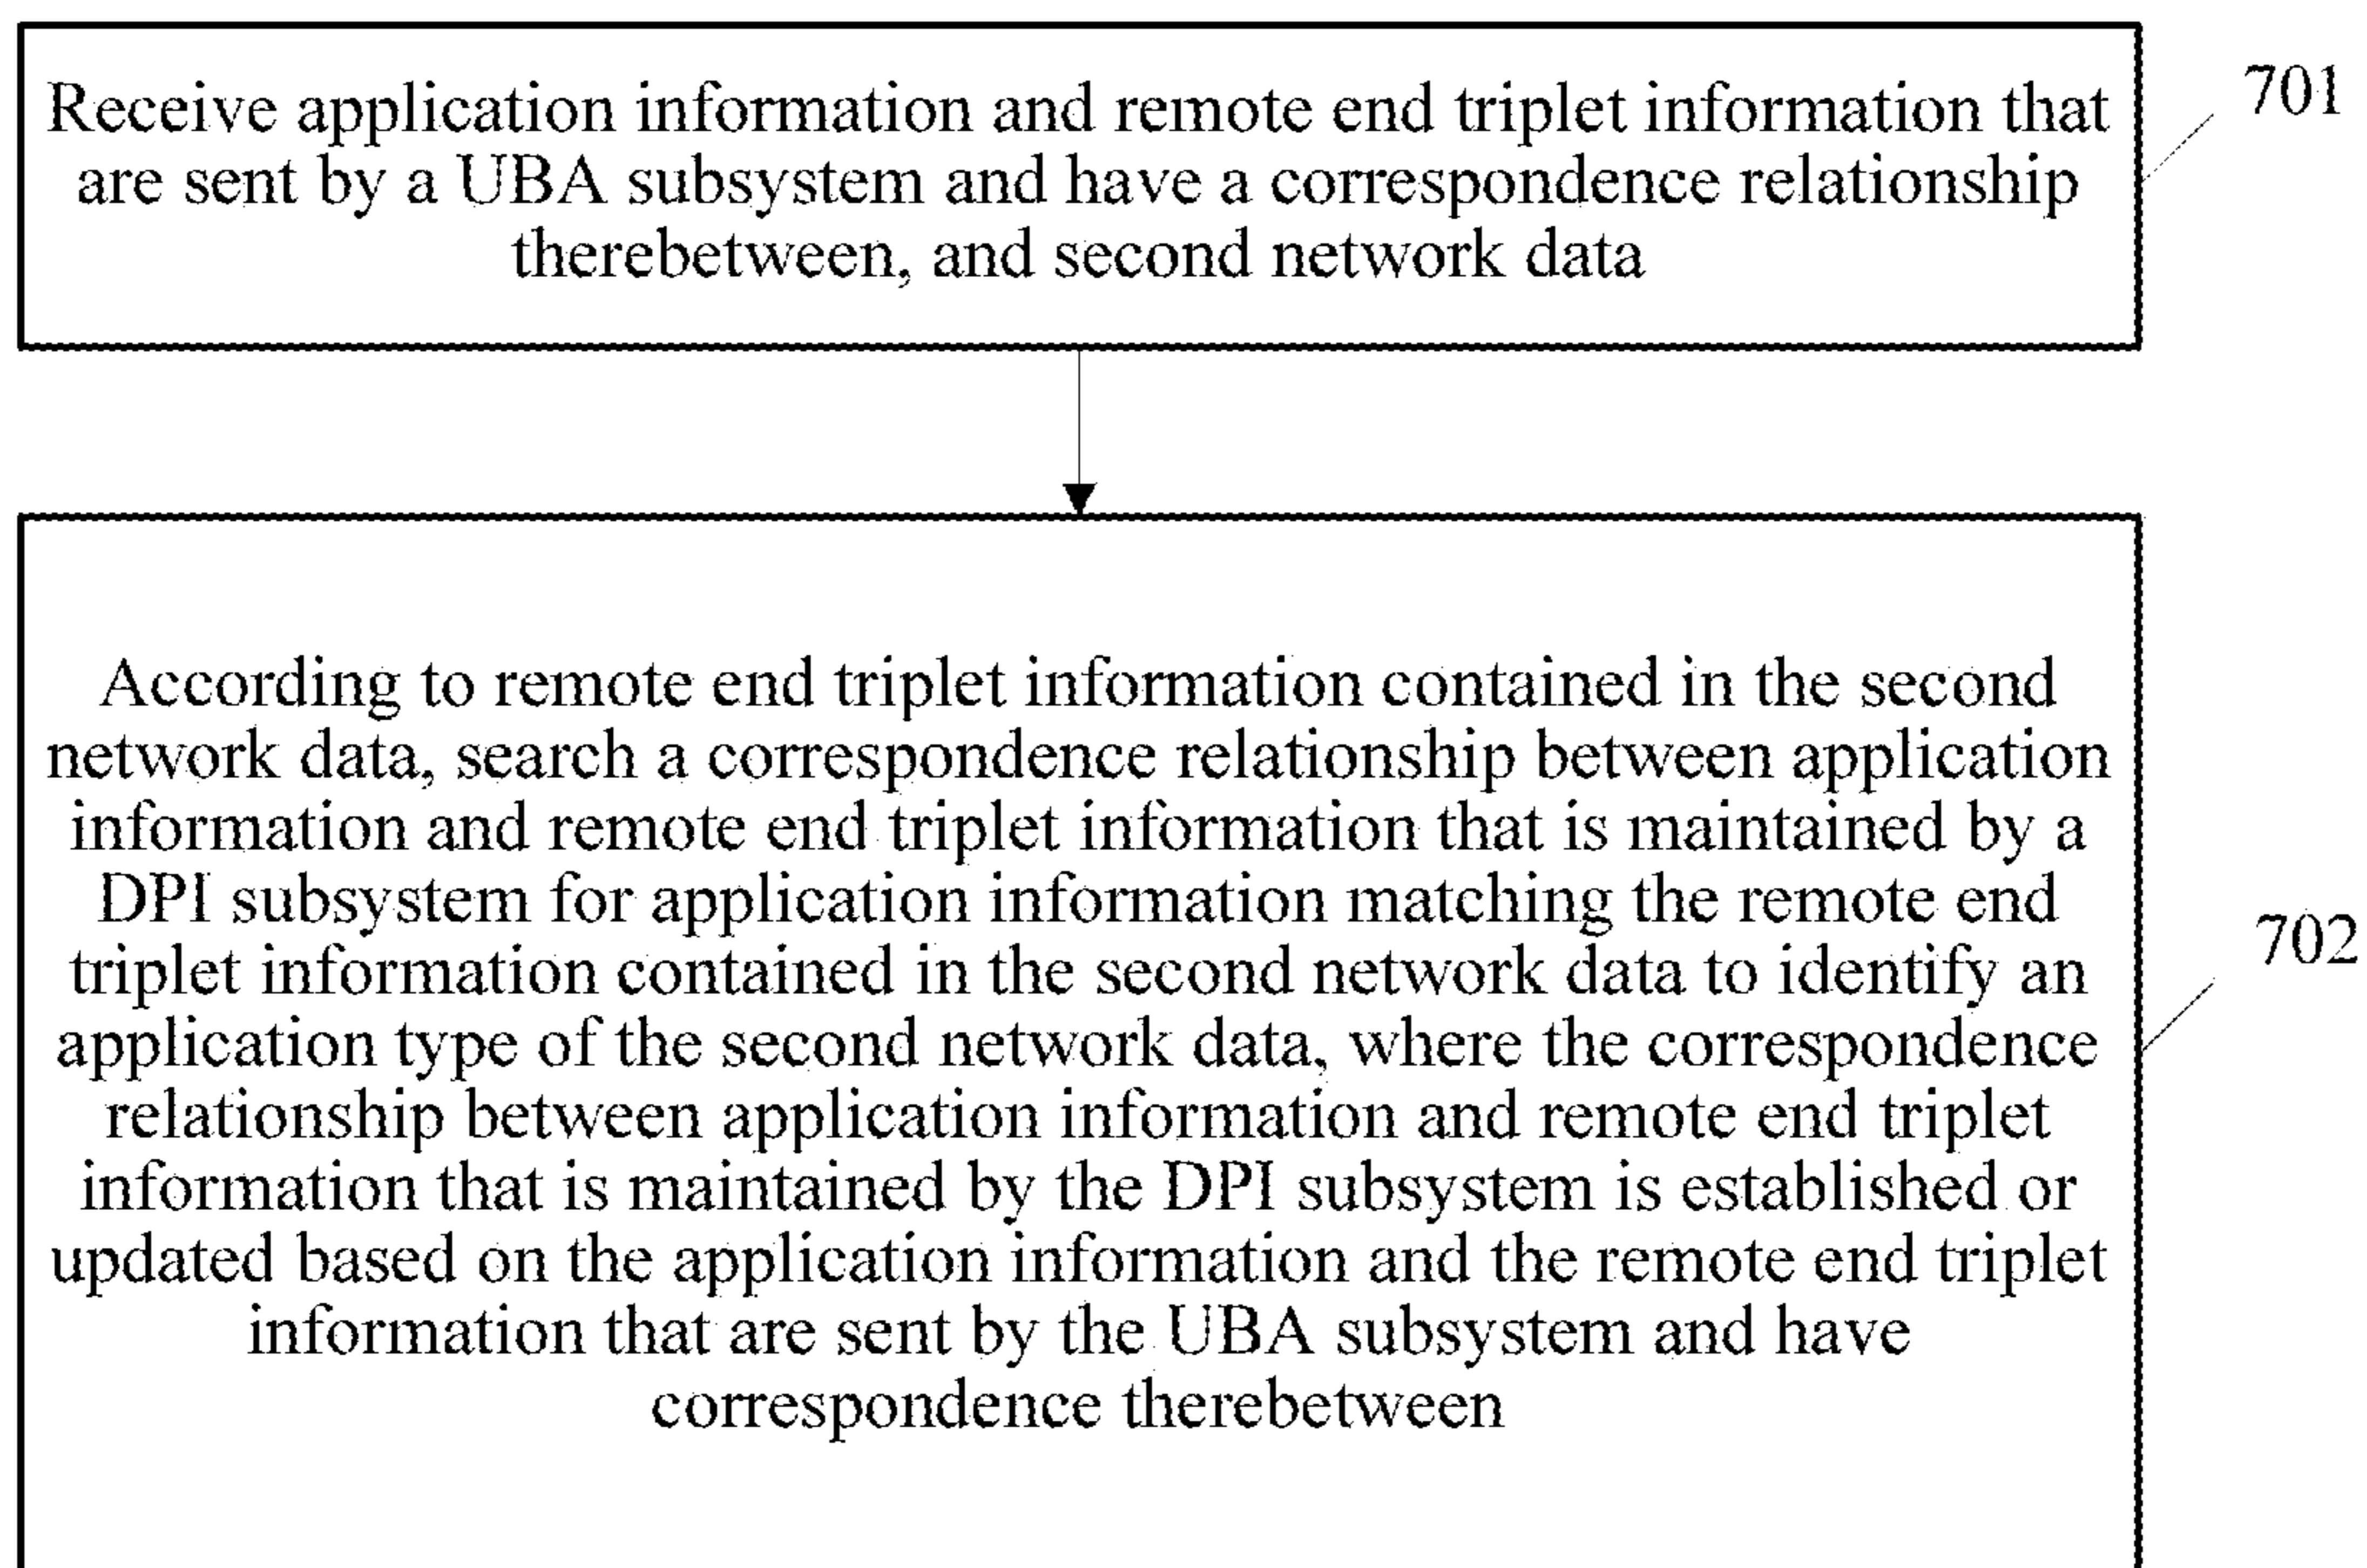 Receive application information and remote end triplet information that
are sent by a UBA subsystem and have a correspondence relationship
therebetween, and second network data
701
According to remote end triplet information contained in the second
network data, search a correspondence relationship between application
information and remote end triplet information that is maintained by a
DPI subsystem for application information matching the remote end
triplet information contained in the second network data to identify an
application type of the second network data, where the correspondence
relationship between application information and remote end triplet
information that is maintained by the DPI subsystem is established or
updated based on the application information and the remote end triplet
information that are sent by the UBA subsystem and have
correspondence therebetween
702